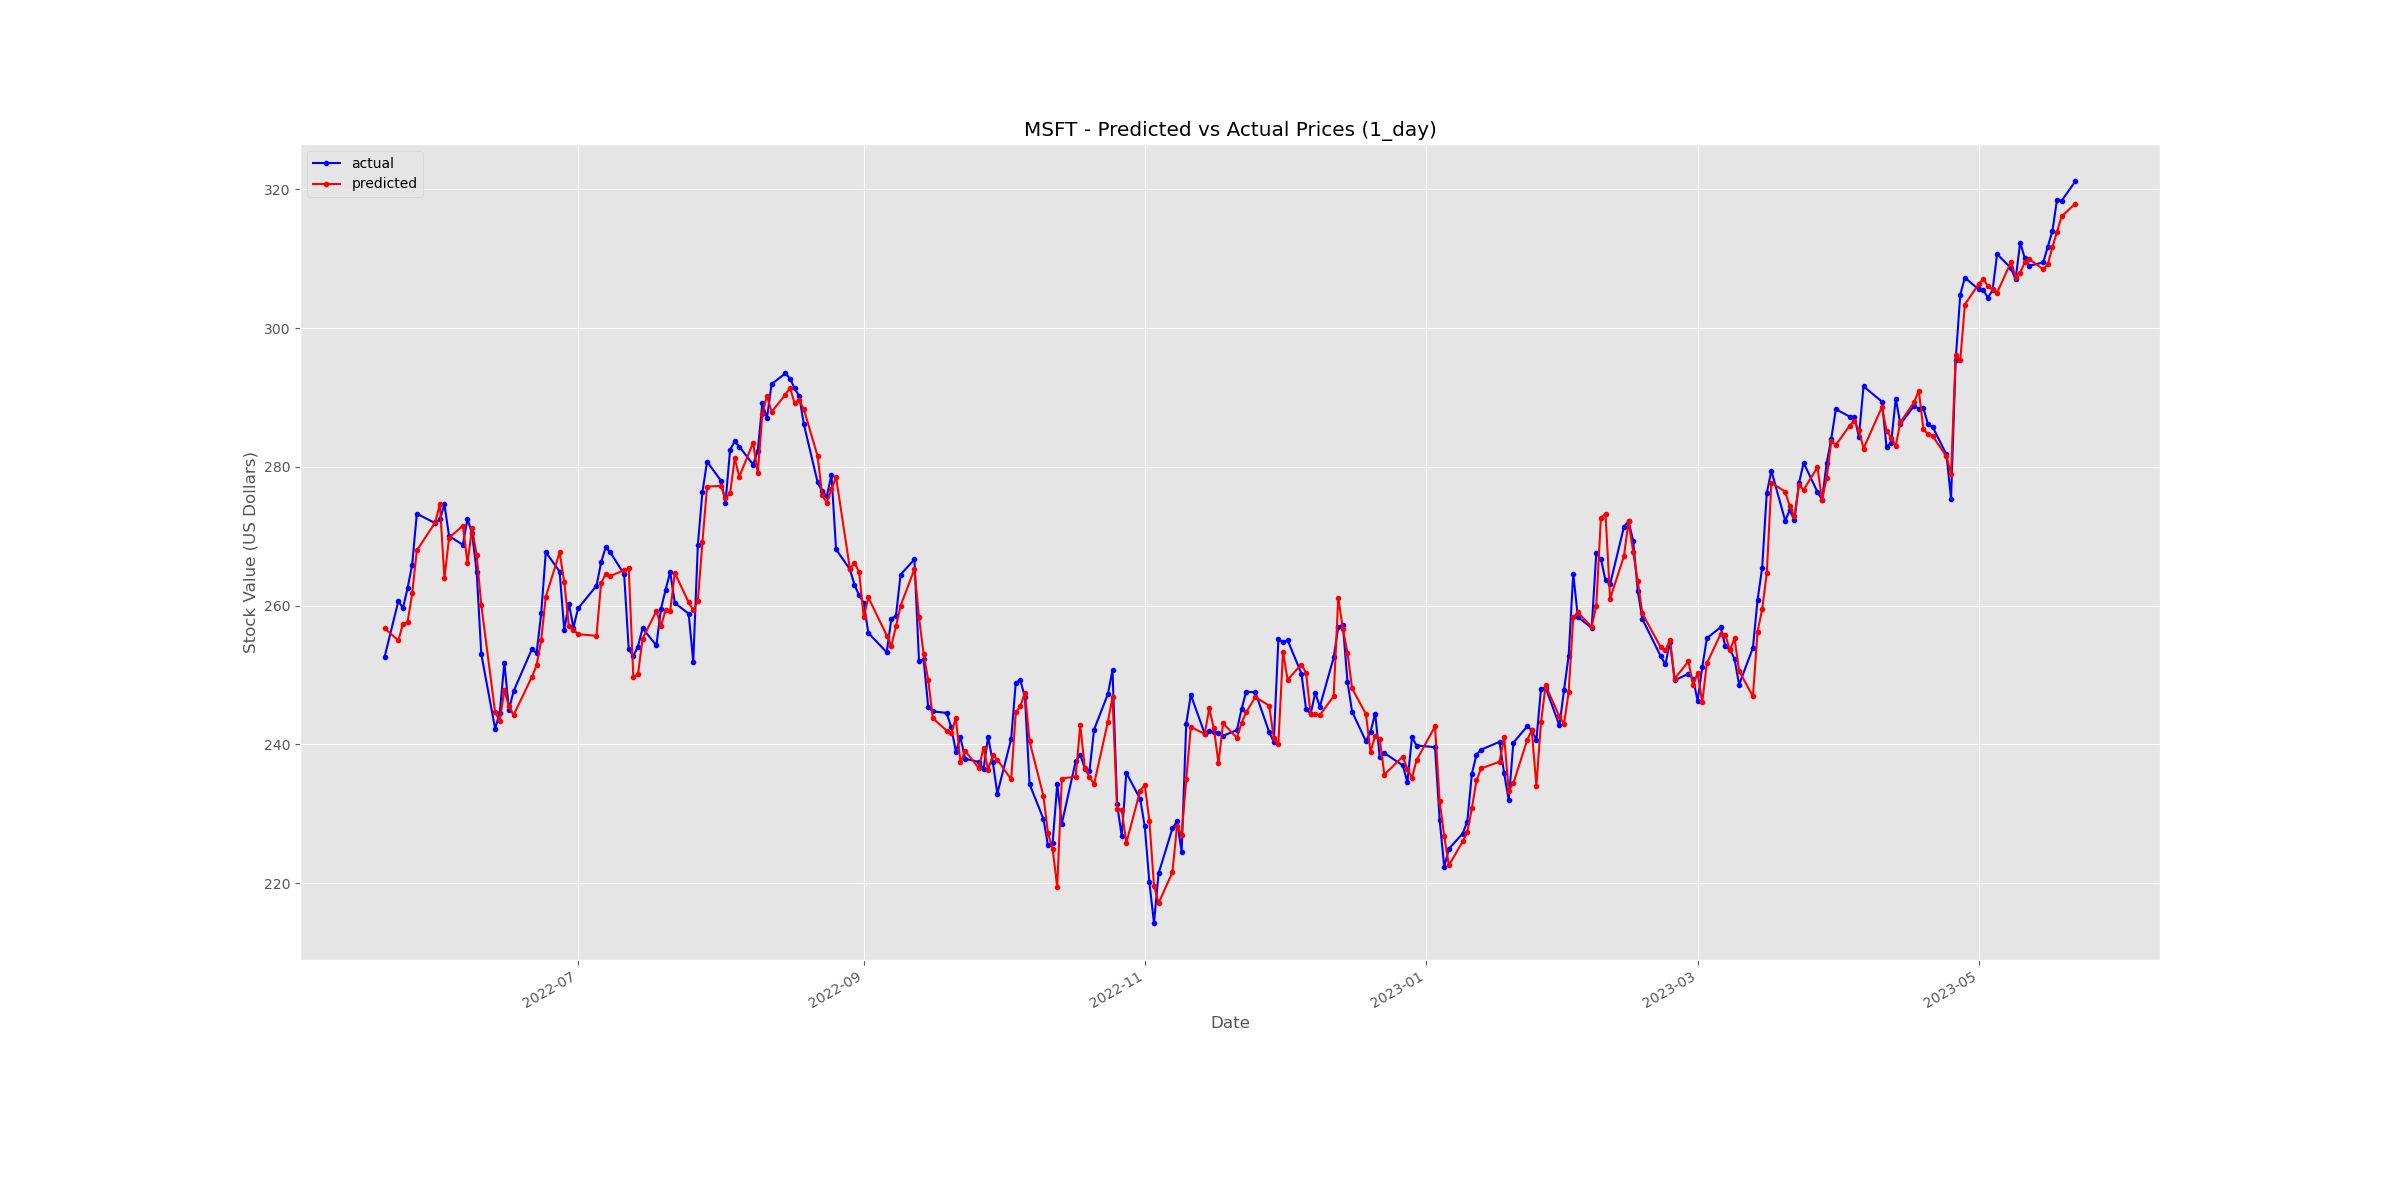 MSFT - Predicted vs Actual Prices (1_day)
actual
predicted
320
300
280
260
240
220
Stock Value (US Dollars)
2022-07
2022-09
2022-11
2023-01
2023-03
2023-05
Date